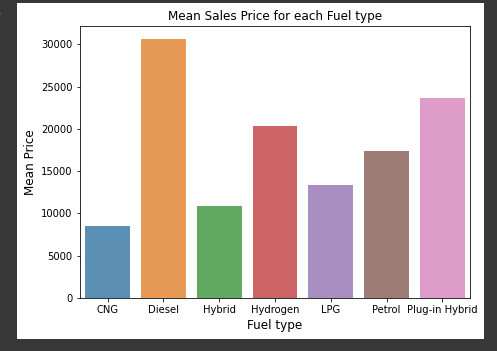 Mean Sales Price for each Fuel type
30000
25000
20000
15000
10000
5000
0
Mean Price
CNG Diesel Hybrid Hydrogen LPG Petrol Plug-in Hybrid
Fuel type